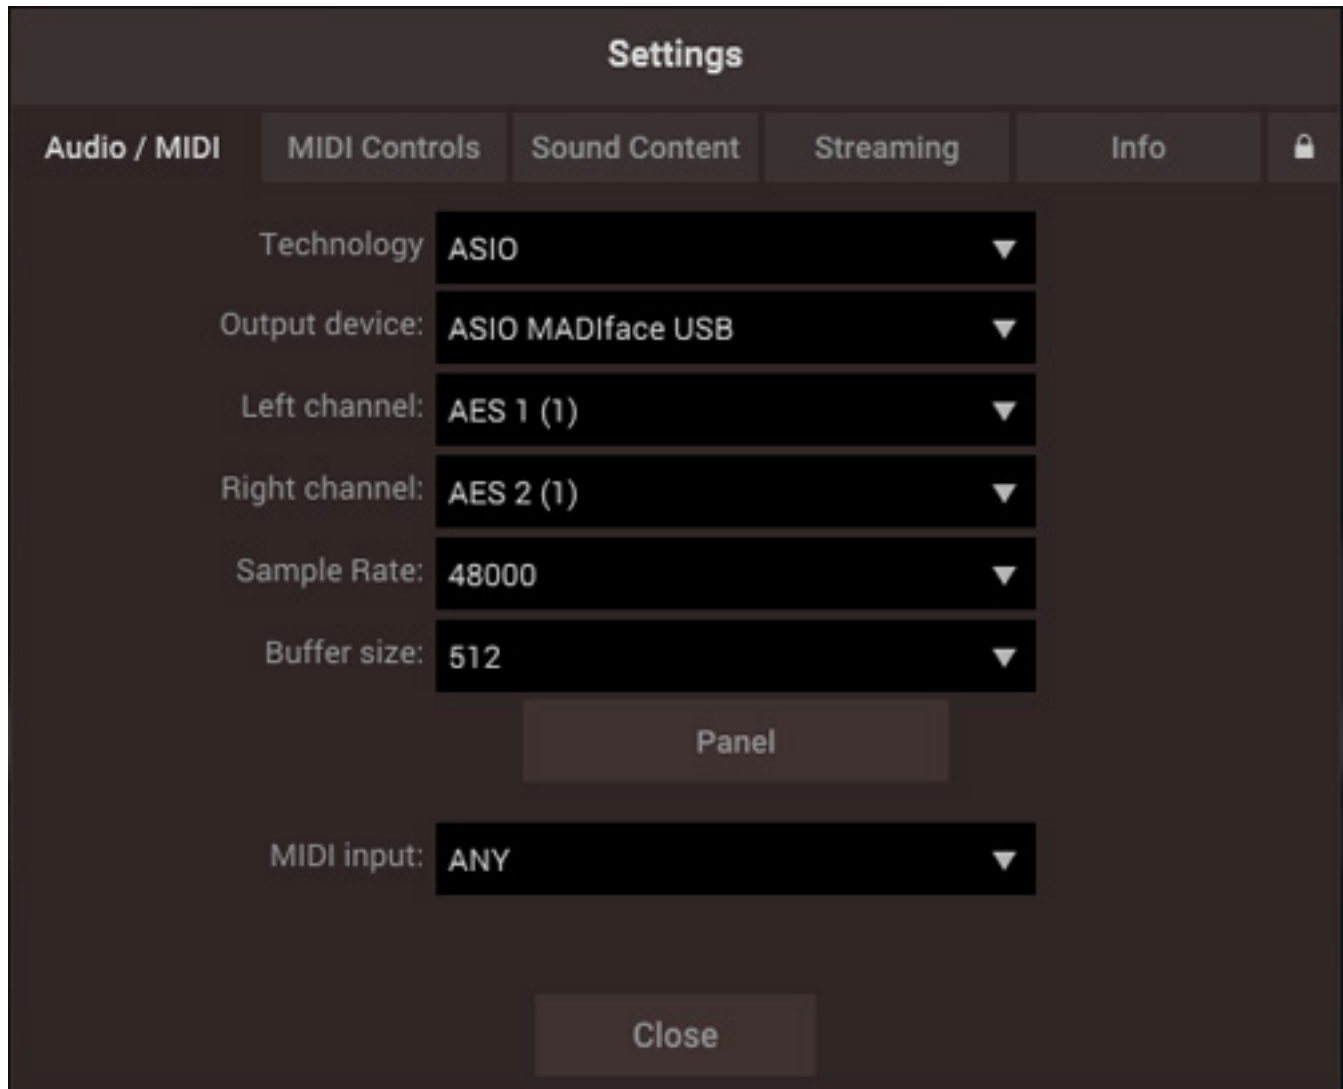 Settings
Audio / MIDI MIDI Controls Sound Content Streaming Info
Technology ASIO
Output device: ASIO MADIface USB
Left channel: AES 1 (1)
Right channel: AES 2 (1)
Sample Rate: 48000
Buffer size: 512
Panel
MIDI input: ANY
Close